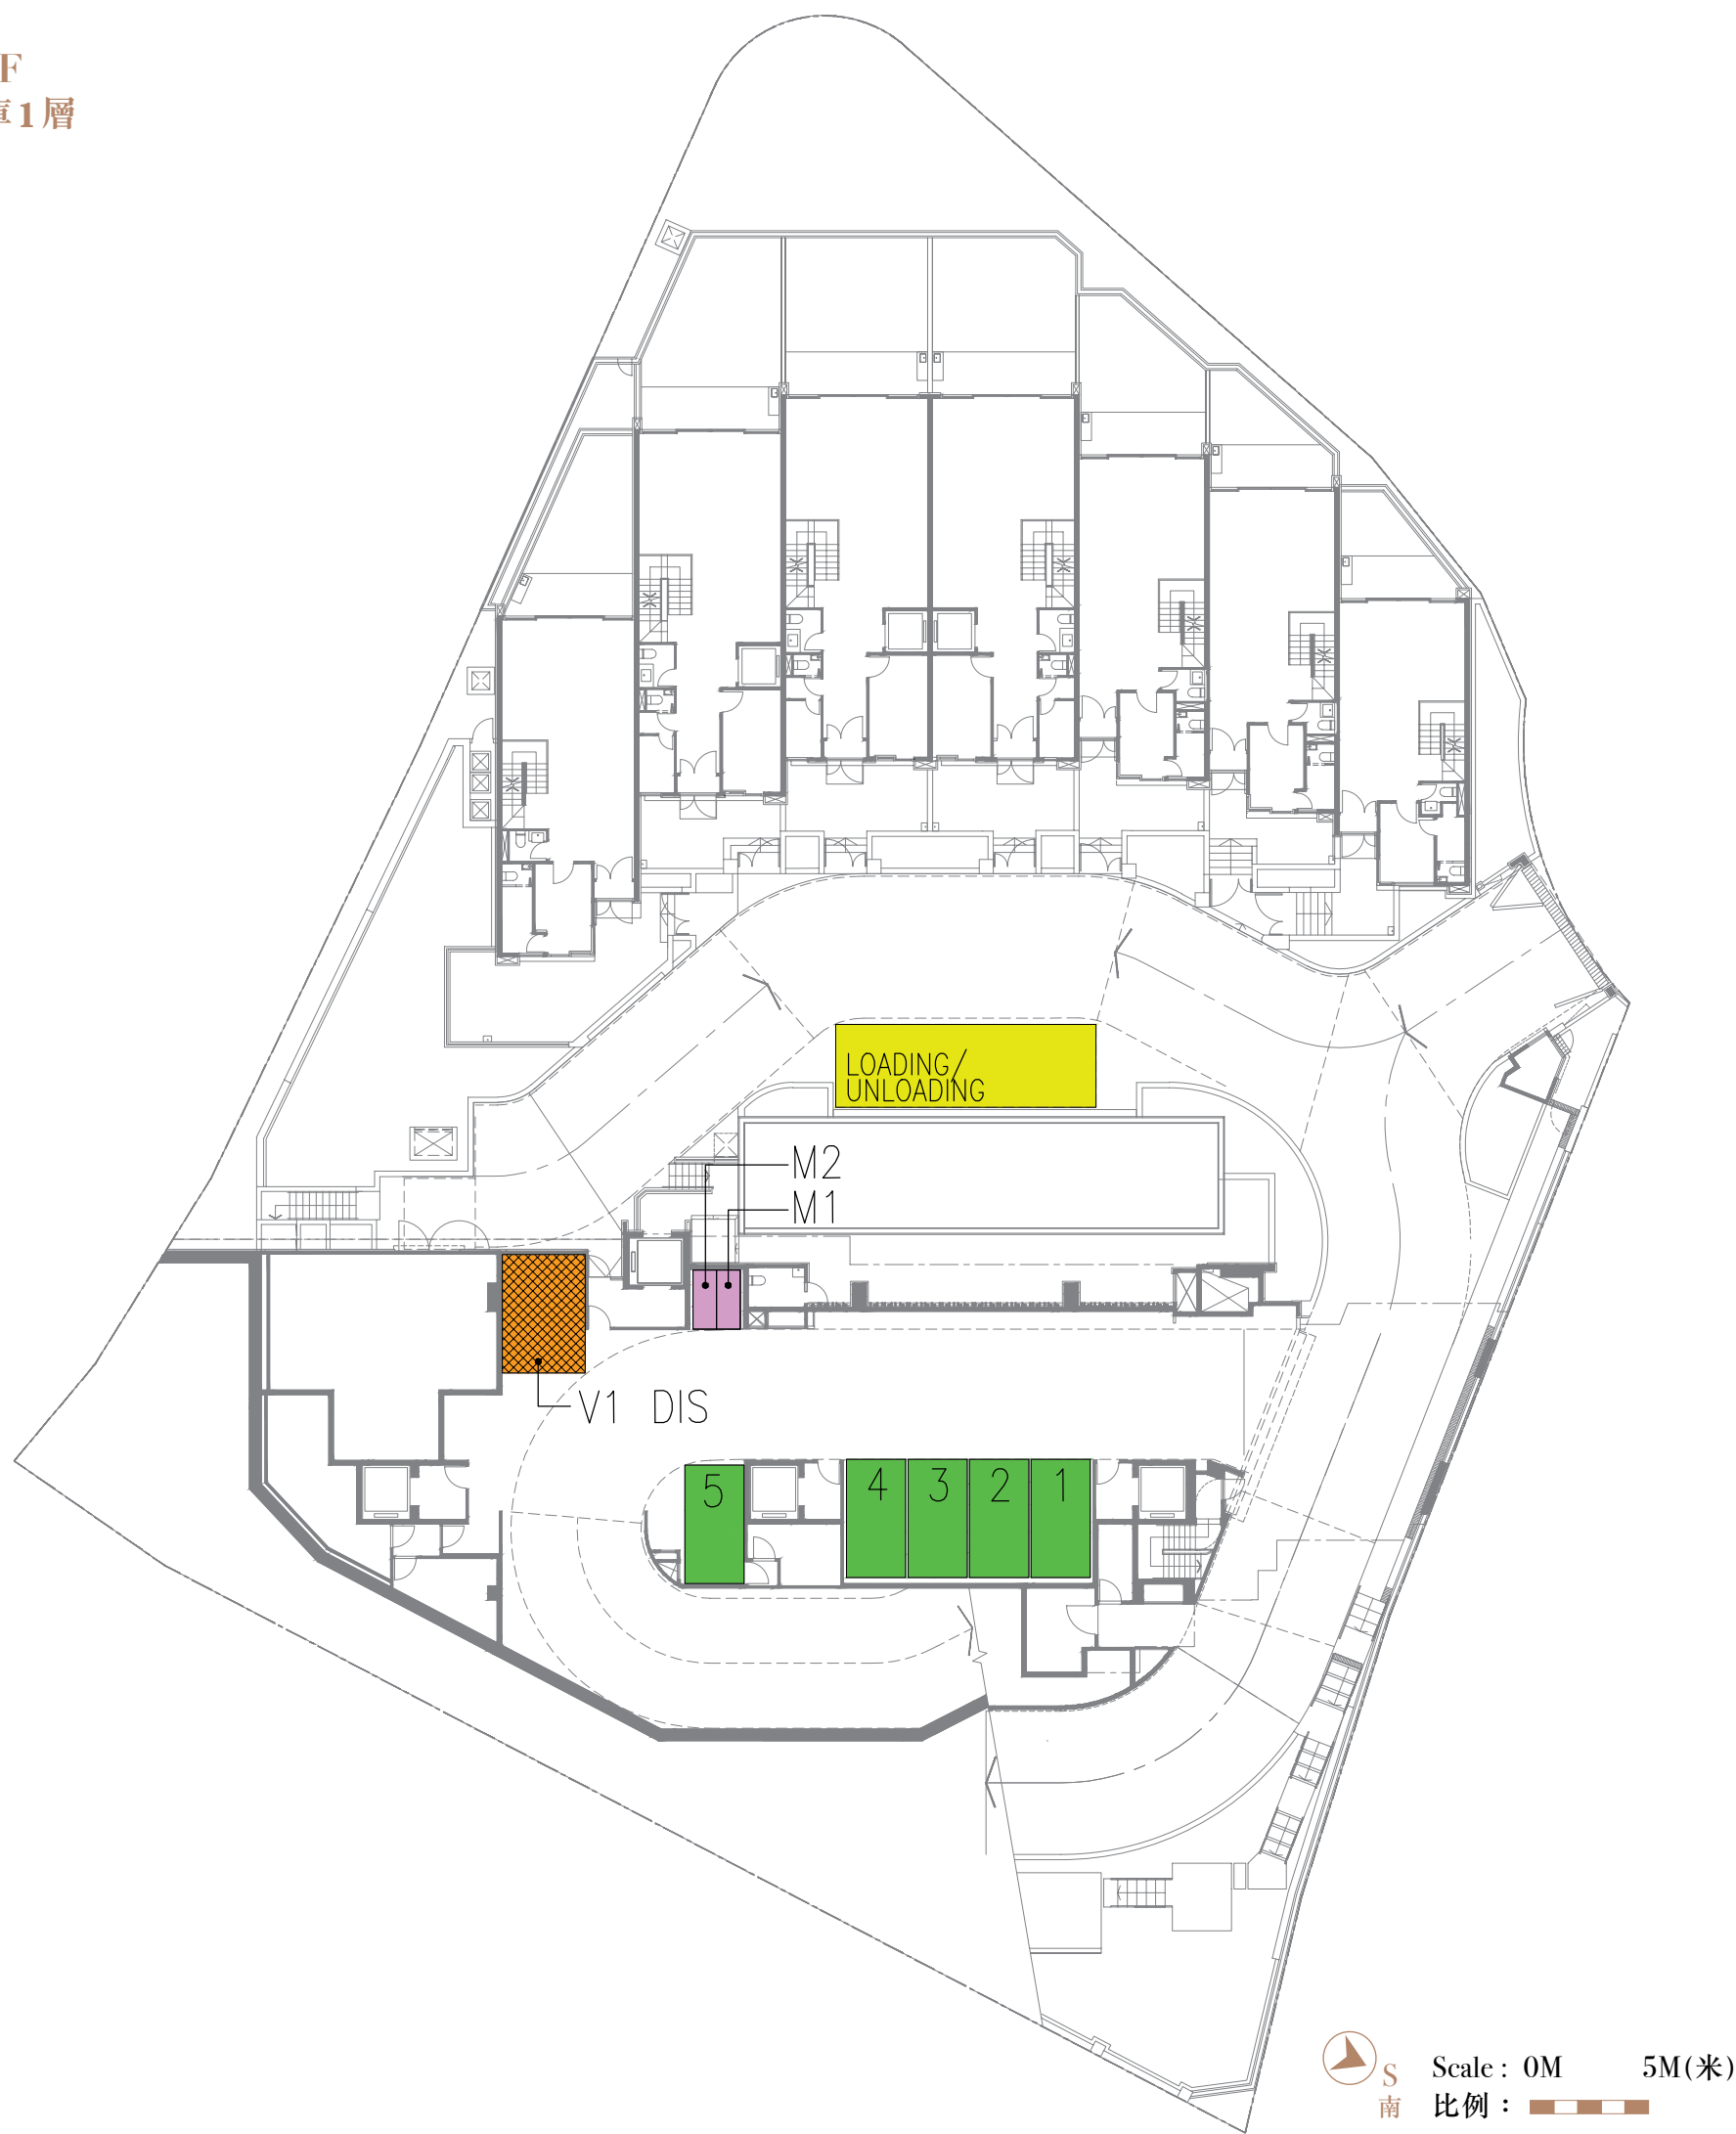 F
庫1層
LOADING/
UNLOADING
M2
M1
V1 DIS
5
4
3
2
1
S
南
Scale : 0M 5M(米)
比例 :